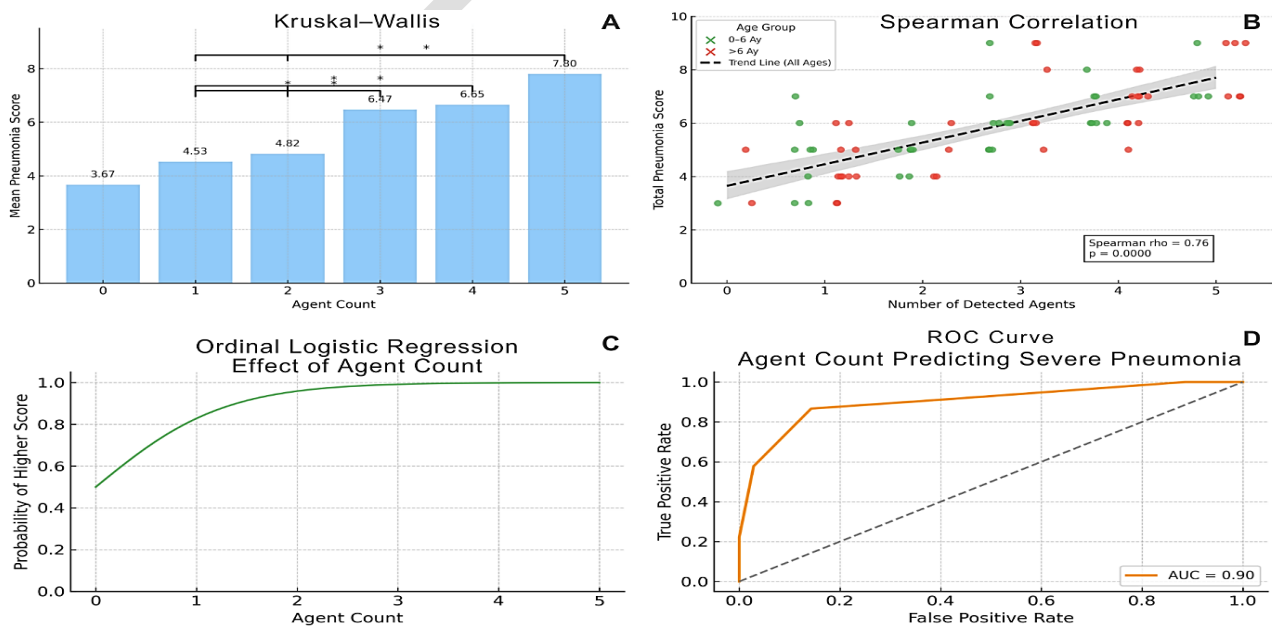 Kruskal–Wallis
A
* *
* *
*
* *
7.80
6.47
6.65
4.53
4.82
3.67
8
6
4
2
0
Mean Pneumonia Score
0 1 2 3 4 5
Agent Count
Spearman Correlation
B
Age Group
0–6 Ay
>6 Ay
Trend Line (All Ages)
10
8
6
4
2
0
Total Pneumonia Score
Spearman rho = 0.76
p = 0.0000
0 1 2 3 4 5
Number of Detected Agents
Ordinal Logistic Regression
Effect of Agent Count
C
1.0
0.8
0.6
0.4
0.2
0.0
Probability of Higher Score
0 1 2 3 4 5
Agent Count
ROC Curve
Agent Count Predicting Severe Pneumonia
D
1.0
0.8
0.6
0.4
0.2
0.0
True Positive Rate
AUC = 0.90
0.0 0.2 0.4 0.6 0.8 1.0
False Positive Rate